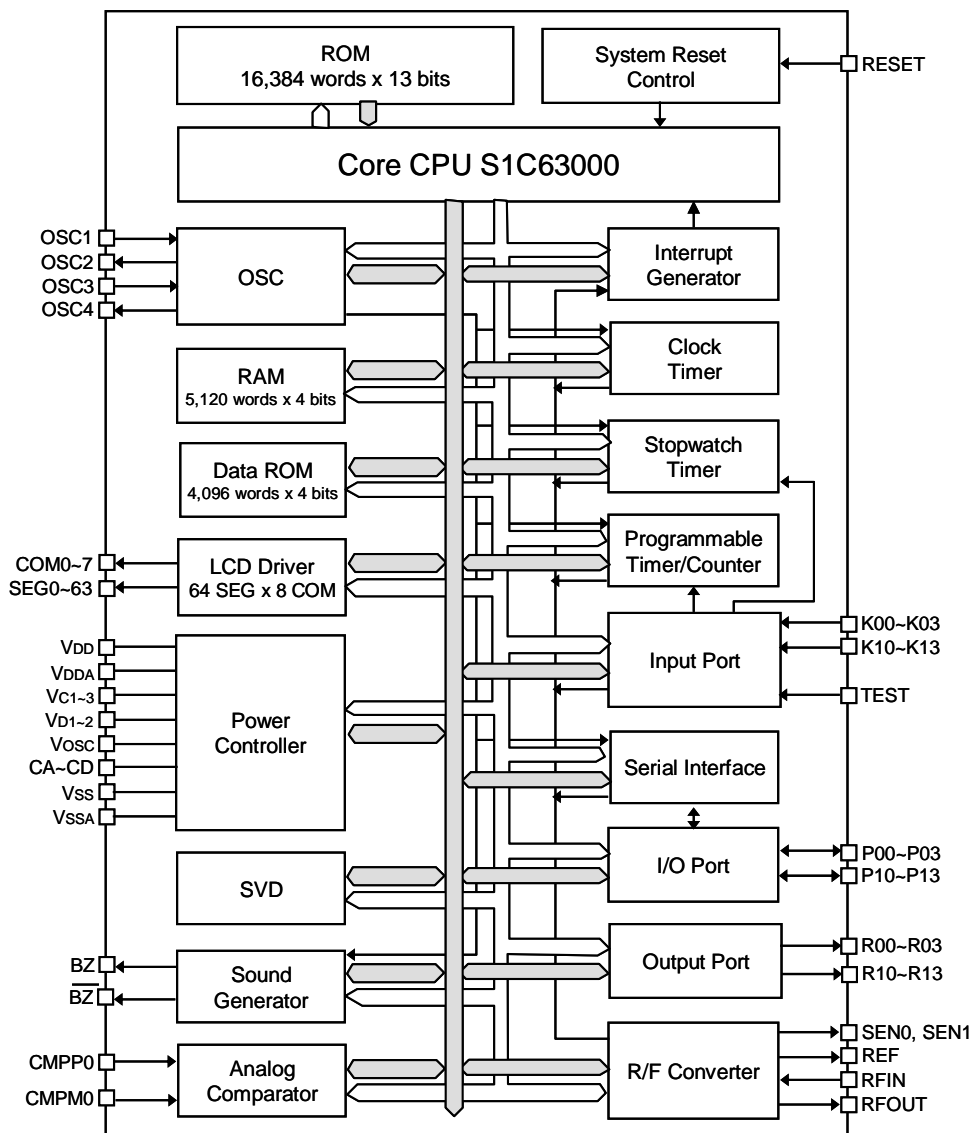 ROM
16,384 words x 13 bits
System Reset
Control
RESET
Core CPU S1C63000
OSC1
OSC2
OSC3
OSC4
OSC
Interrupt
Generator
RAM
5,120 words x 4 bits
Clock
Timer
Data ROM
4,096 words x 4 bits
Stopwatch
Timer
COM0~7
SEG0~63
LCD Driver
64 SEG x 8 COM
Programmable
Timer/Counter
VDD
VDDA
VC1~3
VD1~2
VOSC
CA~CD
VSS
VSSA
Power
Controller
Input Port
K00~K03
K10~K13
TEST
Serial Interface
SVD
I/O Port
P00~P03
P10~P13
BZ
B̅Z̅
Sound
Generator
Output Port
R00~R03
R10~R13
CMPP0
CMPM0
Analog
Comparator
R/F Converter
SEN0, SEN1
REF
RFIN
RFOUT